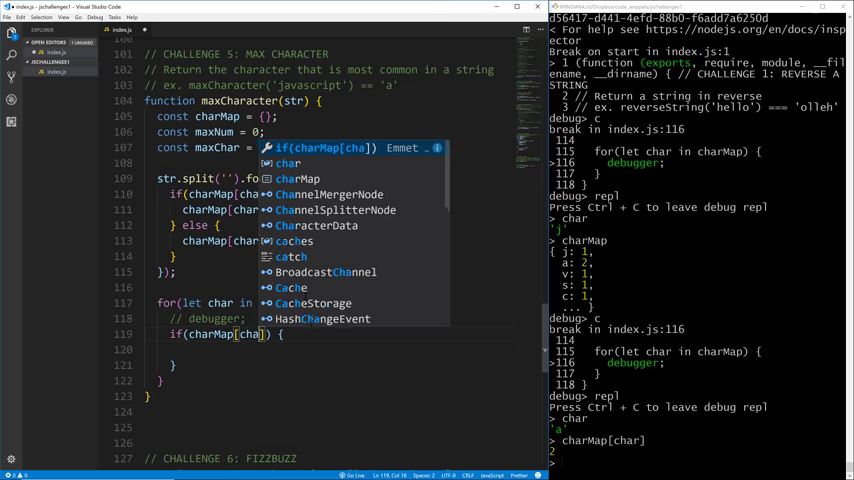 index.js - jschallenges1 - Visual Studio Code
File Edit Selection View Go Debug Tasks Help
EXPLORER
OPEN EDITORS 1 UNSAVED
index.js
JSCHALLENGES1
index.js
index.js
100
101 // CHALLENGE 5: MAX CHARACTER
102 // Return the character that is most common in a string
103 // ex. maxCharacter('javascript') == 'a'
104 function maxCharacter(str) {
105 const charMap = {};
106 const maxNum = 0;
107 const maxChar =
108
109 str.split('').fo
110 if(charMap[cha
111 charMap[char
112 } else {
113 charMap[char
114 }
115 });
116
117 for(let char in
118 // debugger;
119 if(charMap[cha]) {
120
121 }
122 }
123 }
124
125
126
127 // CHALLENGE 6: FIZZBUZZ
if(charMap[cha]) Emmet ..
char
charMap
ChannelMergerNode
ChannelSplitterNode
CharacterData
caches
catch
BroadcastChannel
Cache
CacheStorage
HashChangeEvent
0 0
Go Live Ln 119, Col 18 Spaces: 2 UTF-8 CRLF JavaScript Prettier
MINGW64:/d/Dropbox/code_snippets/jschallenges1
d56417-d441-4efd-88b0-f6add7a6250d
< For help see https://nodejs.org/en/docs/insp
ector
Break on start in index.js:1
> 1 (function (exports, require, module, __fil
ename, __dirname) { // CHALLENGE 1: REVERSE A
STRING
2 // Return a string in reverse
3 // ex. reverseString('hello') === 'olleh'
debug> c
break in index.js:116
114
115 for(let char in charMap) {
>116 debugger;
117 }
118 }
debug> repl
Press Ctrl + C to leave debug repl
> char
'j'
> charMap
{ j: 1,
a: 2,
v: 1,
s: 1,
c: 1,
... }
debug> c
break in index.js:116
114
115 for(let char in charMap) {
>116 debugger;
117 }
118 }
debug> repl
Press Ctrl + C to leave debug repl
> char
'a'
> charMap[char]
2
>